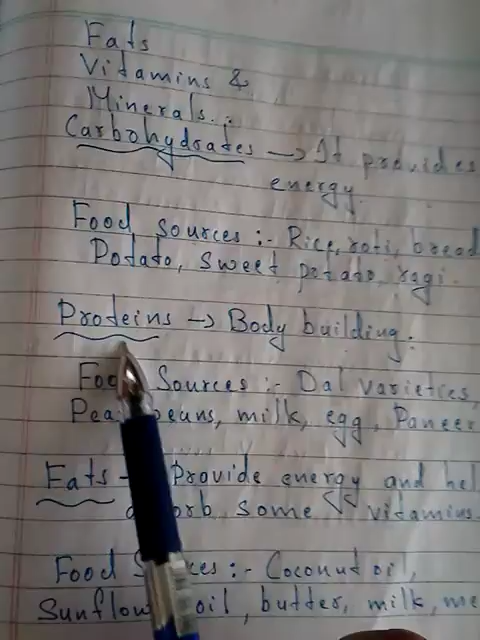 Fats
Vitamins &
Minerals..
Carbohydrates → It provides
energy.
Food Sources :- Rice, roti, bread
Potato, Sweet potato, ragi.
Proteins → Body building.
Sources :- Dal varieties,
beans, milk, egg, Paneer
Fats - Provide energy and
some vitamins.
Food :- Coconut oil,
oil, butter, milk,